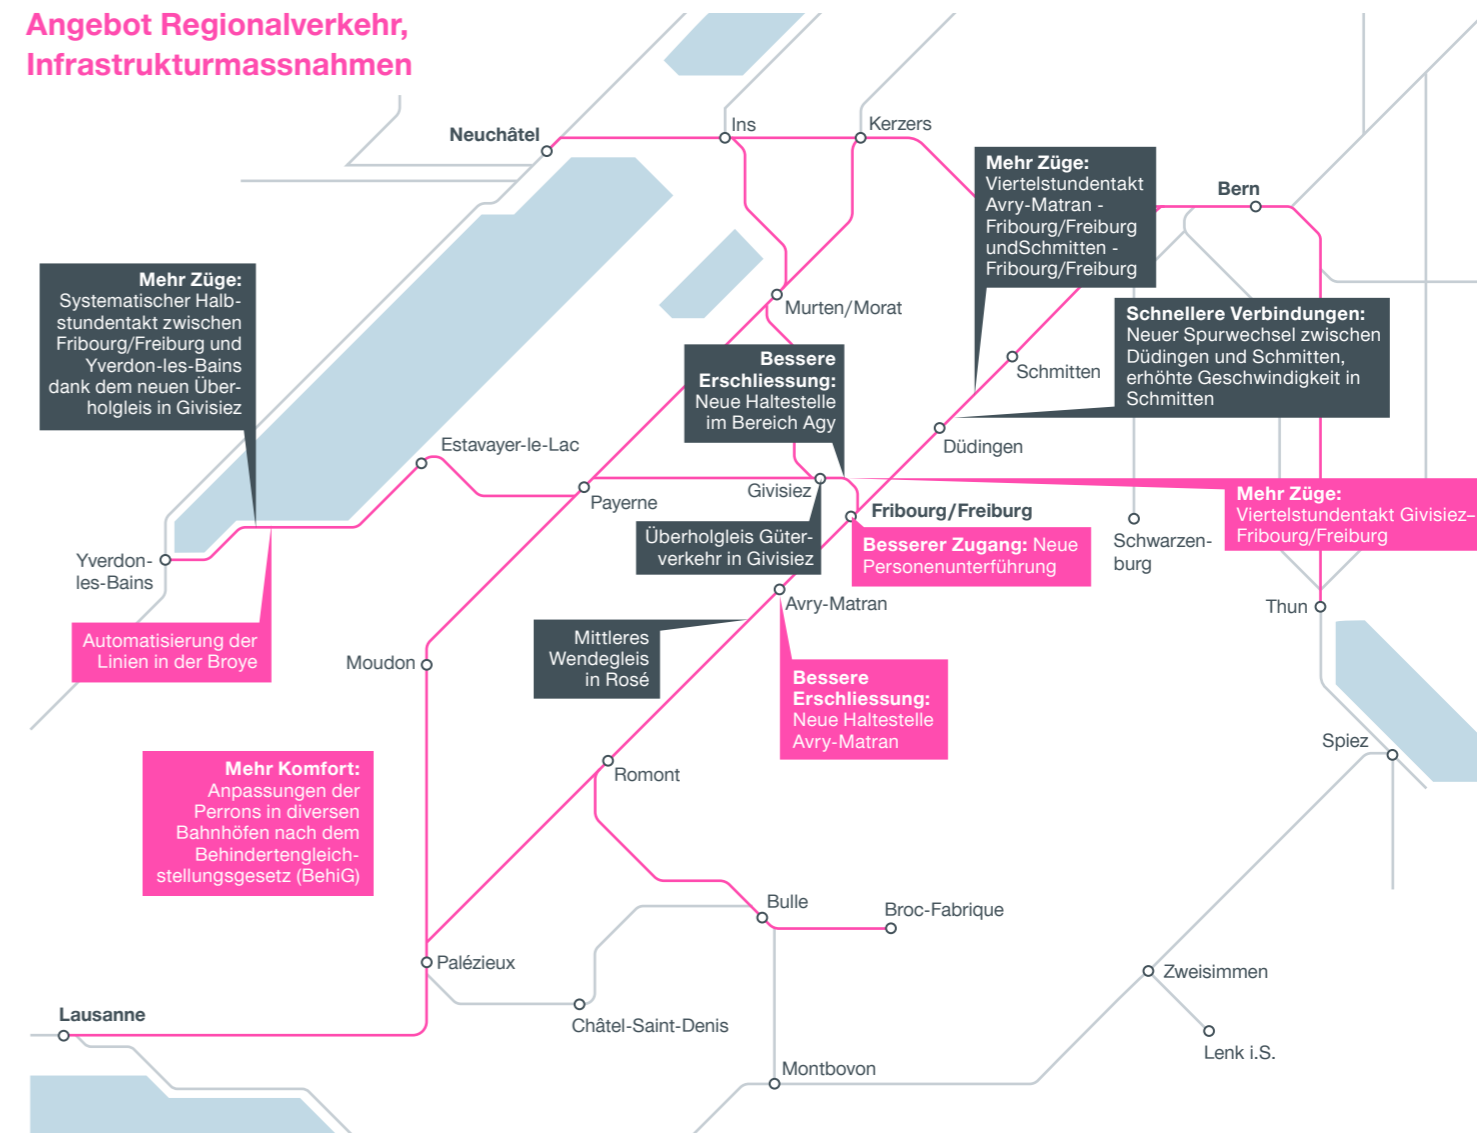 Angebot Regionalverkehr,
Infrastrukturmassnahmen
Neuchâtel
Ins
Kerzers
Mehr Züge:
Viertelstundentakt
Avry-Matran -
Fribourg/Freiburg
undSchmitten -
Fribourg/Freiburg
Bern
Mehr Züge:
Systematischer Halb-
stundentakt zwischen
Fribourg/Freiburg und
Yverdon-les-Bains
dank dem neuen Über-
holgleis in Givisiez
Murten/Morat
Schnellere Verbindungen:
Neuer Spurwechsel zwischen
Düdingen und Schmitten,
erhöhte Geschwindigkeit in
Schmitten
Bessere
Erschliessung:
Neue Haltestelle
im Bereich Agy
Schmitten
Düdingen
Estavayer-le-Lac
Payerne
Givisiez
Fribourg/Freiburg
Mehr Züge:
Viertelstundentakt Givisiez–
Fribourg/Freiburg
Überholgleis Güter-
verkehr in Givisiez
Besserer Zugang: Neue
Personenunterführung
Schwarzen-
burg
Yverdon-
les-Bains
Avry-Matran
Thun
Automatisierung der
Linien in der Broye
Mittleres
Wendegleis
in Rosé
Moudon
Bessere
Erschliessung:
Neue Haltestelle
Avry-Matran
Spiez
Mehr Komfort:
Anpassungen der
Perrons in diversen
Bahnhöfen nach dem
Behindertengleich-
stellungsgesetz (BehiG)
Romont
Bulle
Broc-Fabrique
Palézieux
Zweisimmen
Lausanne
Châtel-Saint-Denis
Lenk i.S.
Montbovon